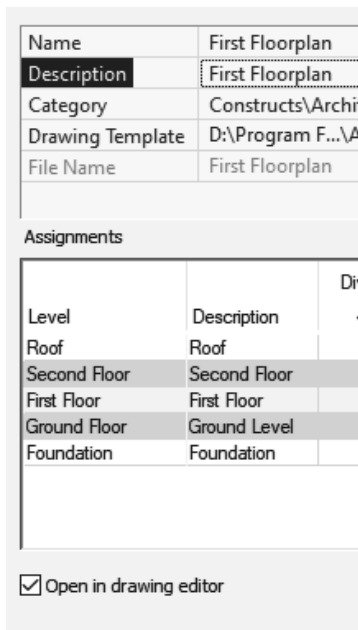 Name First Floorplan
Description First Floorplan
Category Constructs\Archi
Drawing Template D:\Program F...\A
File Name First Floorplan
Assignments
Di
Level Description
Roof Roof
Second Floor Second Floor
First Floor First Floor
Ground Floor Ground Level
Foundation Foundation
Open in drawing editor